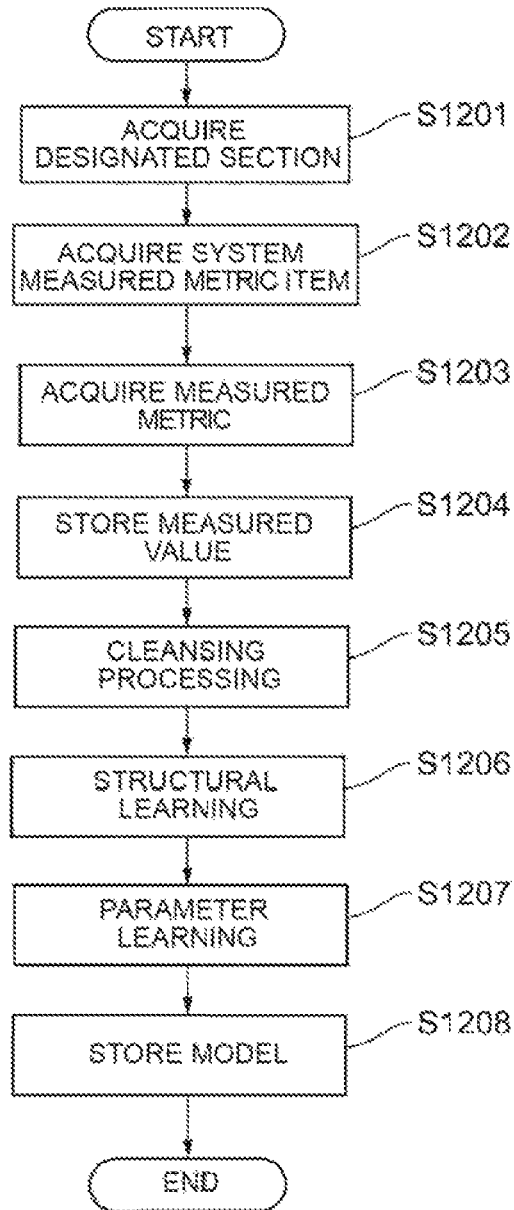 START
ACQUIRE
DESIGNATED SECTION
S1201
ACQUIRE SYSTEM
MEASURED METRIC ITEM
S1202
ACQUIRE MEASURED
METRIC
S1203
STORE MEASURED
VALUE
S1204
CLEANSING
PROCESSING
S1205
STRUCTURAL
LEARNING
S1206
PARAMETER
LEARNING
S1207
STORE MODEL
S1208
END